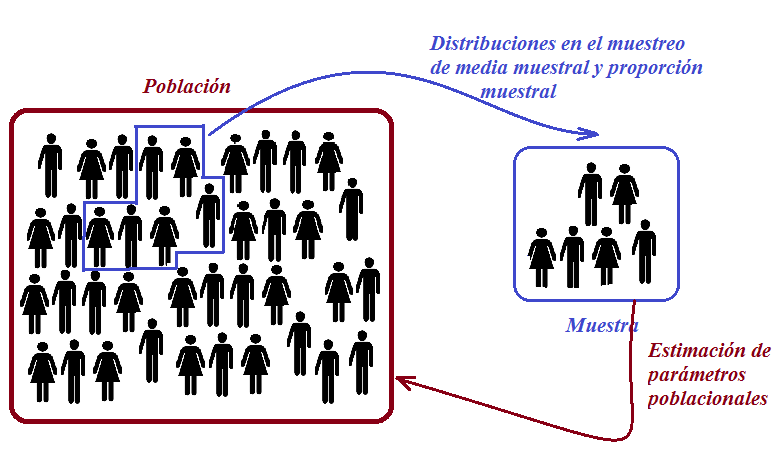 Distribuciones en el muestreo
de media muestral y proporción
muestral
Población
Muestra
Estimación de
parámetros
poblacionales